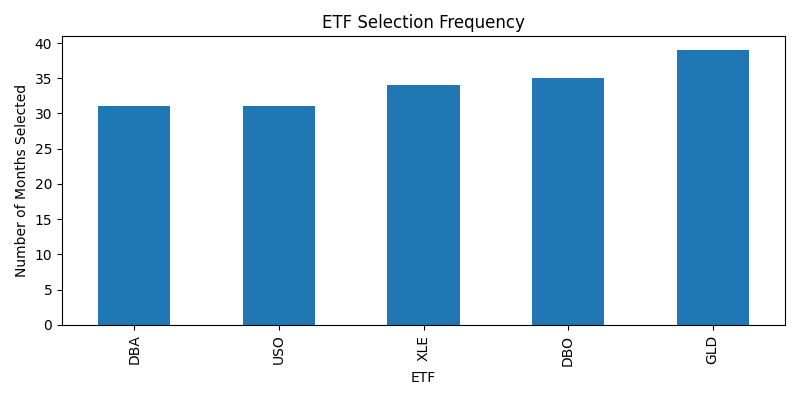 ETF Selection Frequency
Number of Months Selected
40
35
30
25
20
15
10
5
0
DBA
USO
XLE
DBO
GLD
ETF